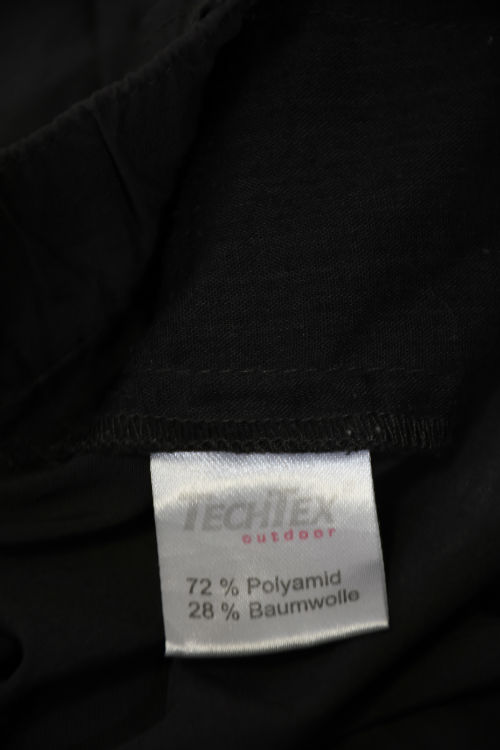 TECHTEX
outdoor
72 % Polyamid
28 % Baumwolle